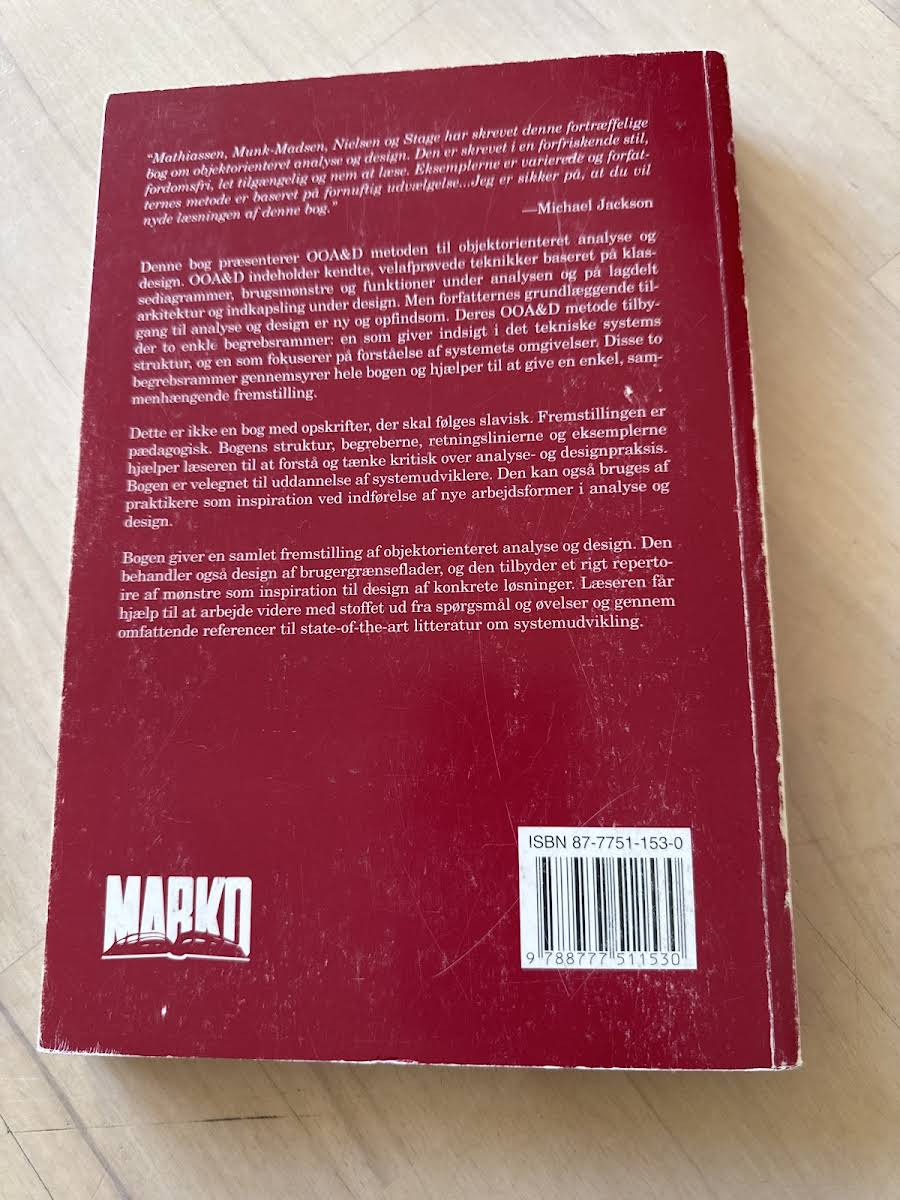 "Mathiassen, Munk-Madsen, Nielsen og Stage har skrevet denne fortræffelige
bog om objektorienteret analyse og design. Den er skrevet i en forfriskende stil,
fordomsfri, let tilgængelig og nem at læse. Eksemplerne er varierede og forfat-
ternes metode er baseret på fornuftig udvælgelse...Jeg er sikker på, at du vil
nyde læsningen af denne bog."
—Michael Jackson
Denne bog præsenterer OOA&D metoden til objektorienteret analyse og
design. OOA&D indeholder kendte, velafprøvede teknikker baseret på klas-
sediagrammer, brugsmønstre og funktioner under analysen og på lagdelt
arkitektur og indkapsling under design. Men forfatternes grundlæggende til-
gang til analyse og design er ny og opfindsom. Deres OOA&D metode tilby-
der to enkle begrebsrammer: en som giver indsigt i det tekniske systems
struktur, og en som fokuserer på forståelse af systemets omgivelser. Disse to
begrebsrammer gennemsyrer hele bogen og hjælper til at give en enkel, sam-
menhængende fremstilling.
Dette er ikke en bog med opskrifter, der skal følges slavisk. Fremstillingen er
pædagogisk. Bogens struktur, begreberne, retningslinierne og eksemplerne
hjælper læseren til at forstå og tænke kritisk over analyse- og designpraksis.
Bogen er velegnet til uddannelse af systemudviklere. Den kan også bruges af
praktikere som inspiration ved indførelse af nye arbejdsformer i analyse og
design.
Bogen giver en samlet fremstilling af objektorienteret analyse og design. Den
behandler også design af brugergrænseflader, og den tilbyder et rigt reperto-
ire af mønstre som inspiration til design af konkrete løsninger. Læseren får
hjælp til at arbejde videre med stoffet ud fra spørgsmål og øvelser og gennem
omfattende referencer til state-of-the-art litteratur om systemudvikling.
MARKO
ISBN 87-7751-153-0
9 788777 511530